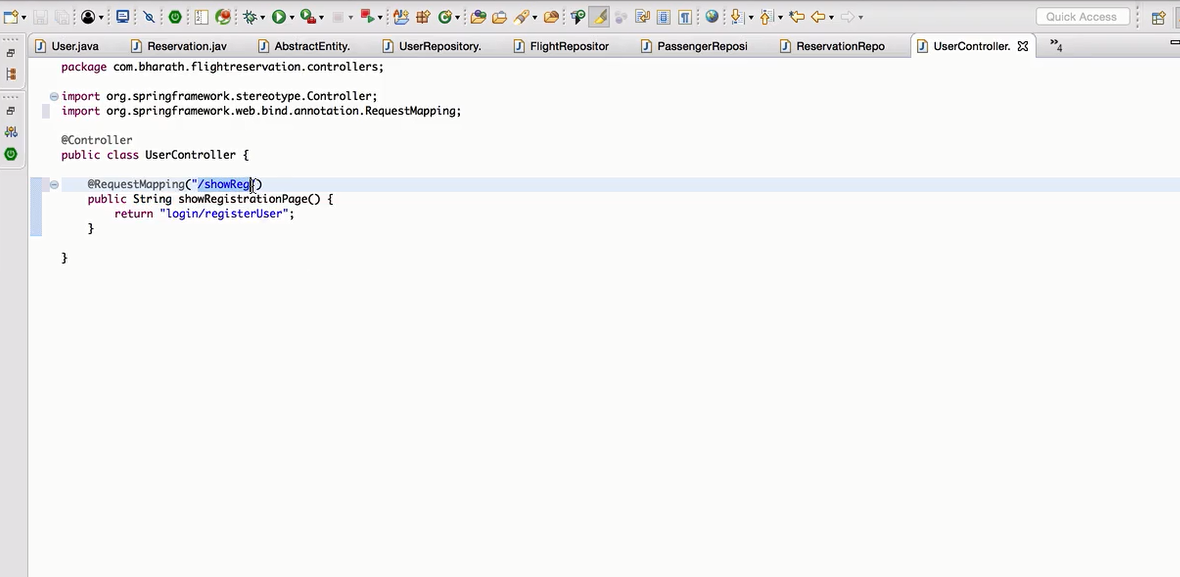 Quick Access
User.java
Reservation.jav
AbstractEntity.
UserRepository.
FlightRepositor
PassengerReposi
ReservationRepo
UserController.
»4
package com.bharath.flightreservation.controllers;
import org.springframework.stereotype.Controller;
import org.springframework.web.bind.annotation.RequestMapping;
@Controller
public class UserController {
@RequestMapping("/showReg")
public String showRegistrationPage() {
return "login/registerUser";
}
}